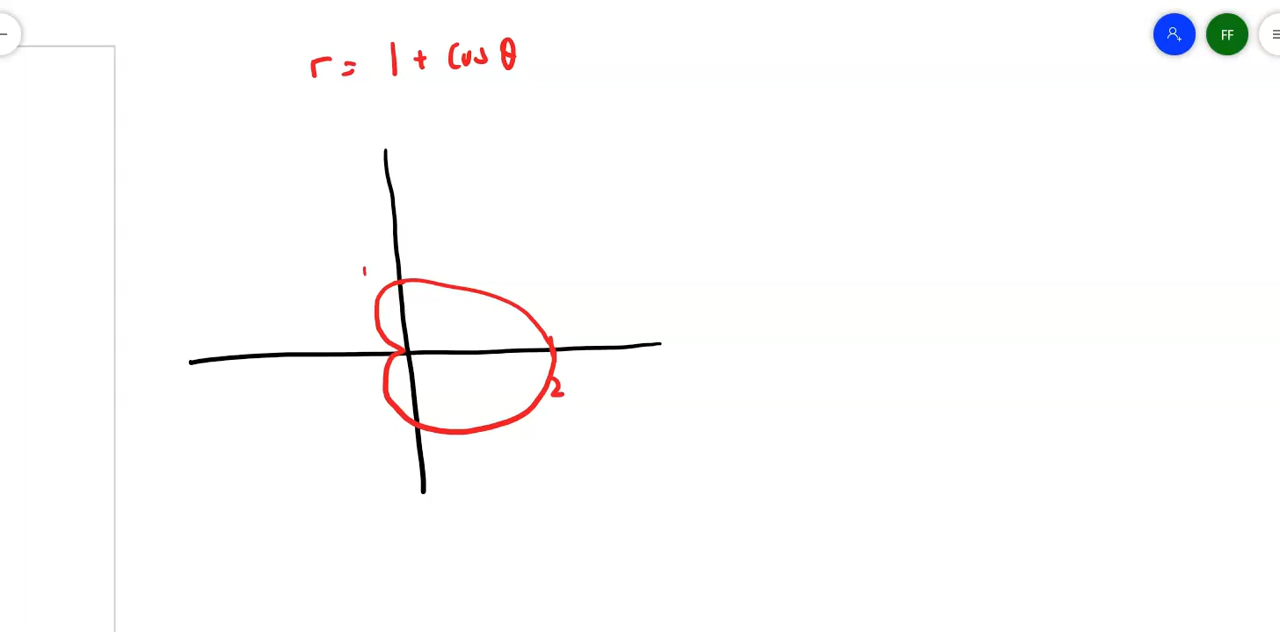 r = 1 + cos θ
FF
1
2